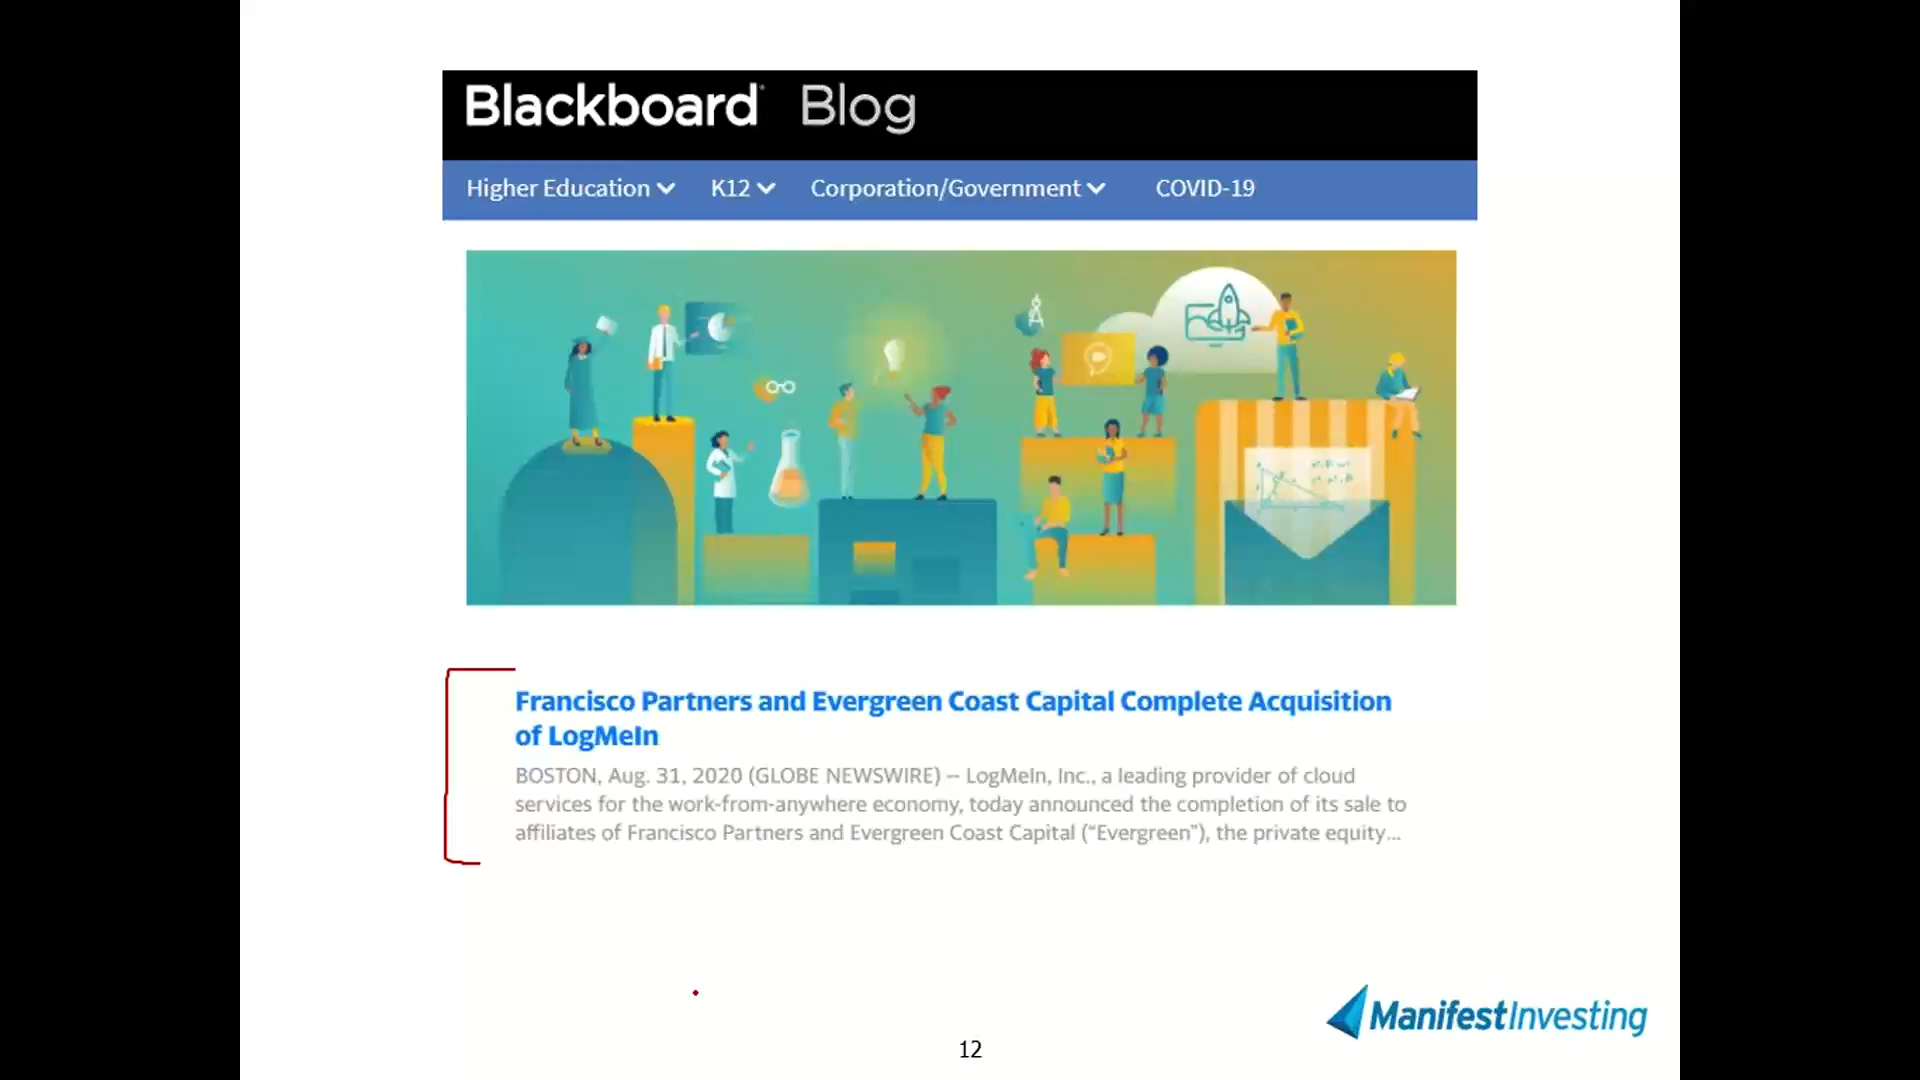 Blackboard Blog
Higher Education K12 Corporation/Government COVID-19
Francisco Partners and Evergreen Coast Capital Complete Acquisition
of LogMeIn
BOSTON, Aug. 31, 2020 (GLOBE NEWSWIRE) -- LogMeIn, Inc., a leading provider of cloud
services for the work-from-anywhere economy, today announced the completion of its sale to
affiliates of Francisco Partners and Evergreen Coast Capital (“Evergreen”), the private equity...
ManifestInvesting
12